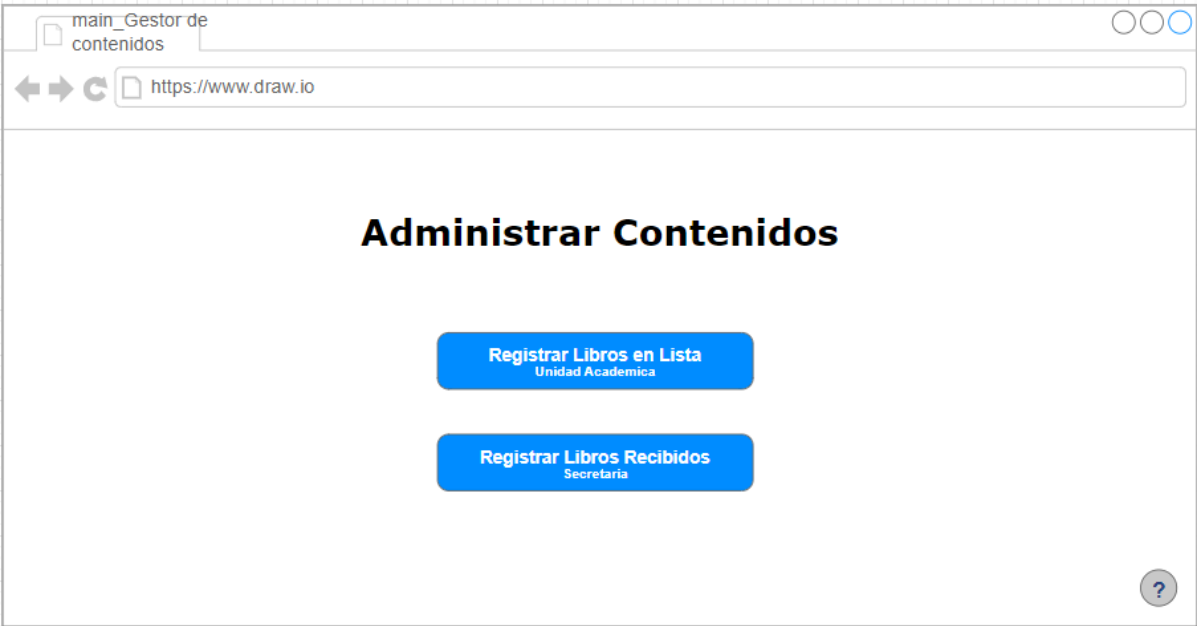 main_Gestor de
contenidos
https://www.draw.io
Administrar Contenidos
Registrar Libros en Lista
Unidad Academica
Registrar Libros Recibidos
Secretaria
?